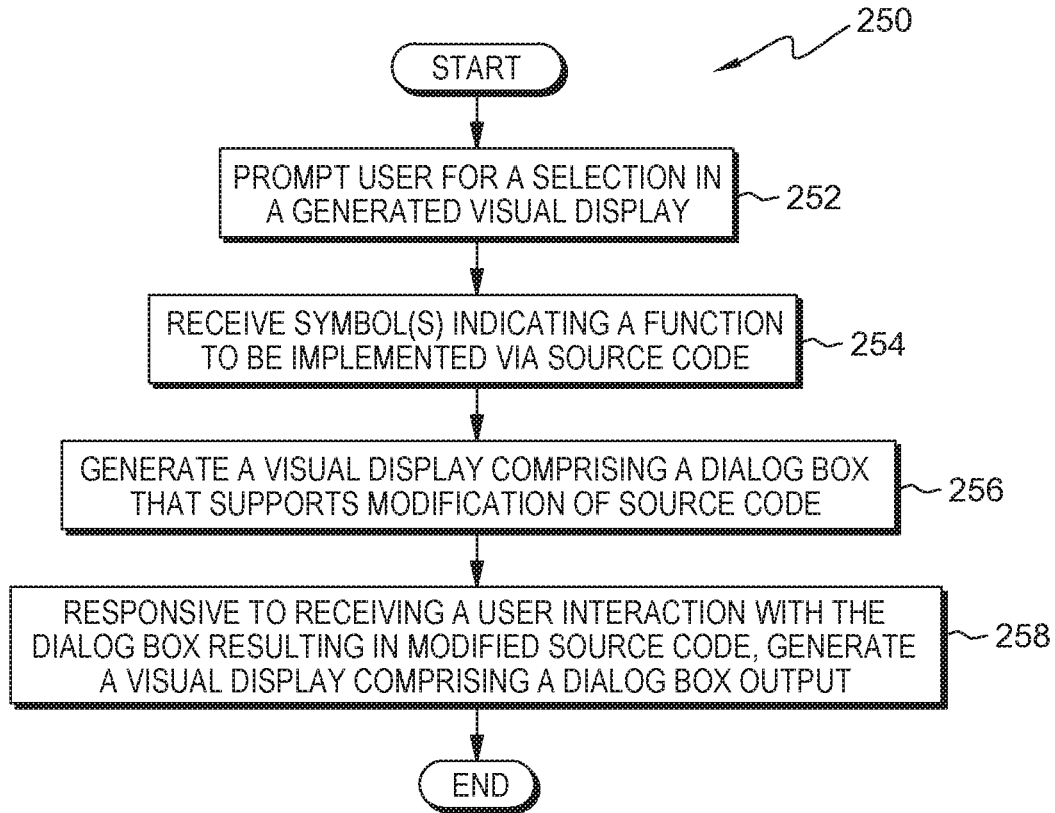 250
START
PROMPT USER FOR A SELECTION IN
A GENERATED VISUAL DISPLAY
252
RECEIVE SYMBOL(S) INDICATING A FUNCTION
TO BE IMPLEMENTED VIA SOURCE CODE
254
GENERATE A VISUAL DISPLAY COMPRISING A DIALOG BOX
THAT SUPPORTS MODIFICATION OF SOURCE CODE
256
RESPONSIVE TO RECEIVING A USER INTERACTION WITH THE
DIALOG BOX RESULTING IN MODIFIED SOURCE CODE, GENERATE
A VISUAL DISPLAY COMPRISING A DIALOG BOX OUTPUT
258
END